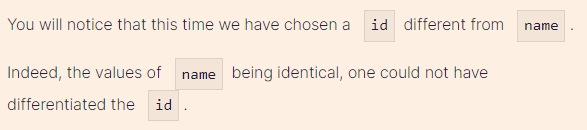 You will notice that this time we have chosen a id different from name .
Indeed, the values of name being identical, one could not have
differentiated the id .